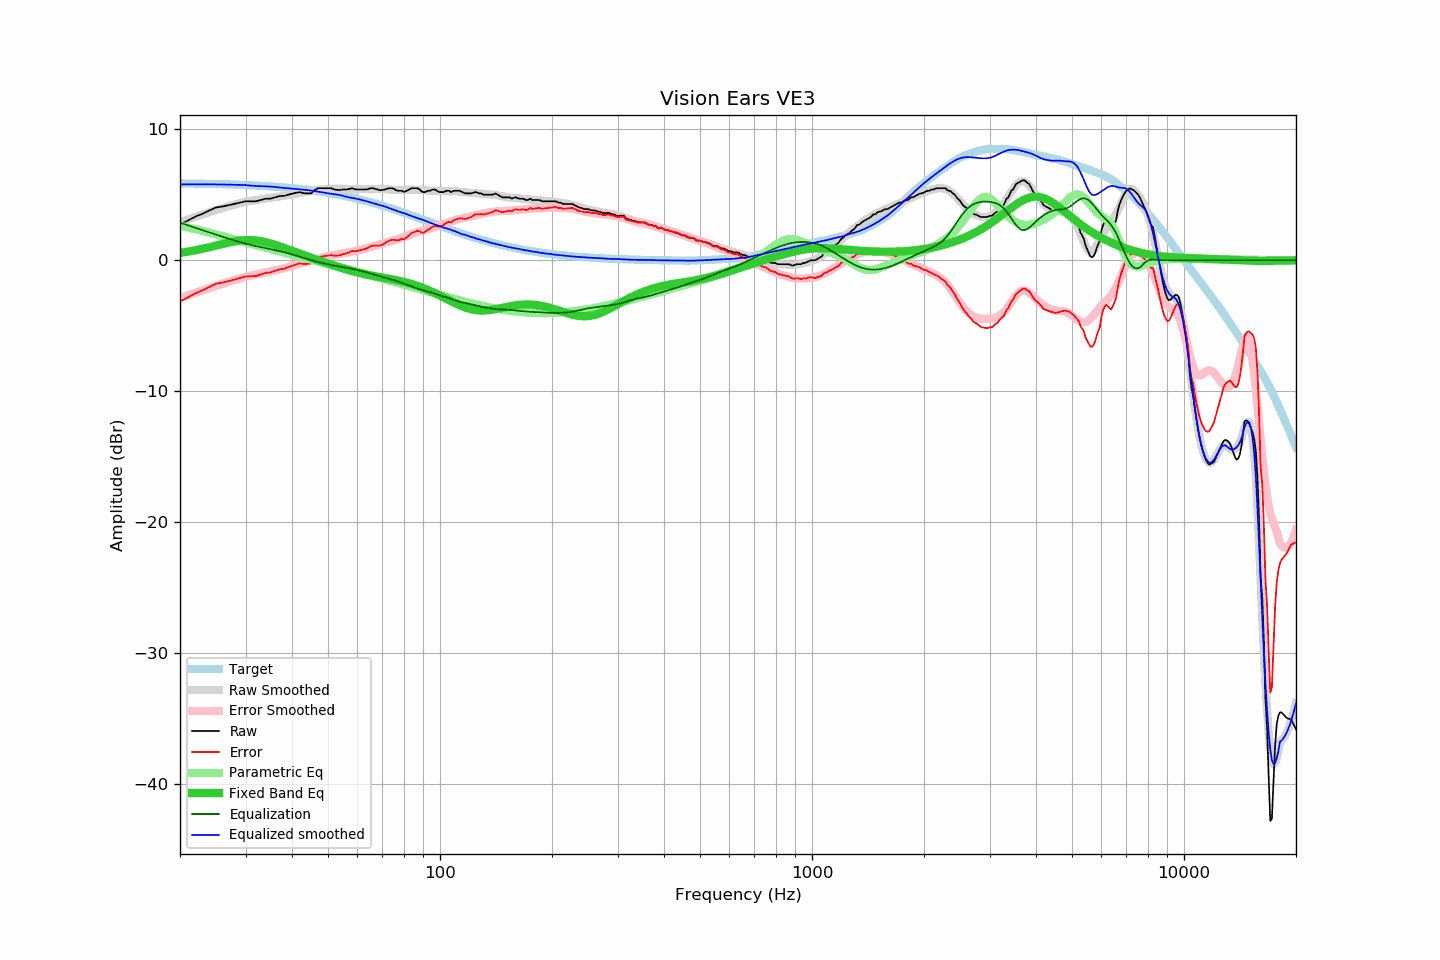 Vision Ears VE3
10
0
−10
−20
−30
−40
Amplitude (dBr)
Target
Raw Smoothed
Error Smoothed
Raw
Error
Parametric Eq
Fixed Band Eq
Equalization
Equalized smoothed
100
1000
10000
Frequency (Hz)